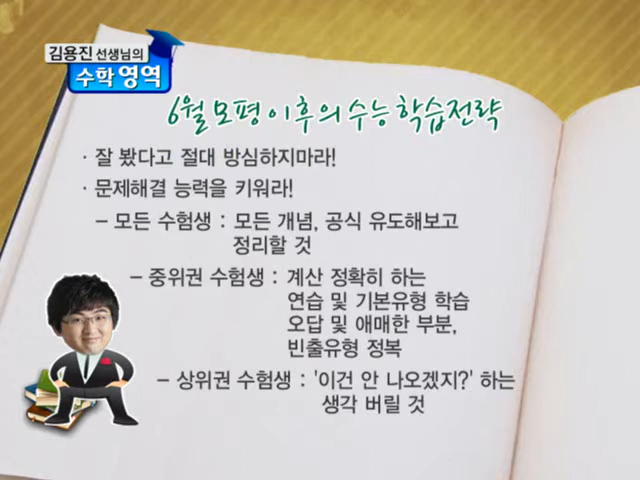 김용진 선생님의
수학 영역
6월 모평 이후의 수능 학습전략
· 잘 봤다고 절대 방심하지마라!
· 문제해결 능력을 키워라!
– 모든 수험생 : 모든 개념, 공식 유도해보고
정리할 것
– 중위권 수험생 : 계산 정확히 하는
연습 및 기본유형 학습
오답 및 애매한 부분,
빈출유형 정복
– 상위권 수험생 : '이건 안 나오겠지?' 하는
생각 버릴 것